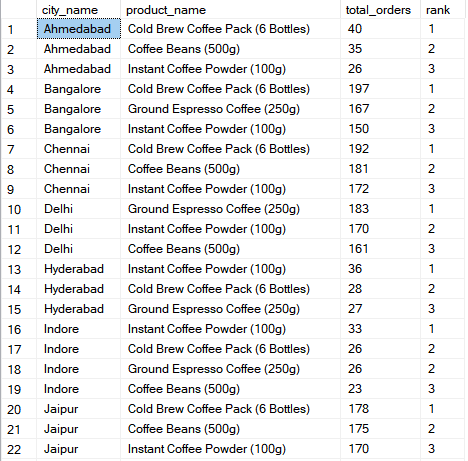 city_name product_name total_orders rank
1 Ahmedabad Cold Brew Coffee Pack (6 Bottles) 40 1
2 Ahmedabad Coffee Beans (500g) 35 2
3 Ahmedabad Instant Coffee Powder (100g) 26 3
4 Bangalore Cold Brew Coffee Pack (6 Bottles) 197 1
5 Bangalore Ground Espresso Coffee (250g) 167 2
6 Bangalore Instant Coffee Powder (100g) 150 3
7 Chennai Cold Brew Coffee Pack (6 Bottles) 192 1
8 Chennai Coffee Beans (500g) 181 2
9 Chennai Instant Coffee Powder (100g) 172 3
10 Delhi Ground Espresso Coffee (250g) 183 1
11 Delhi Instant Coffee Powder (100g) 170 2
12 Delhi Coffee Beans (500g) 161 3
13 Hyderabad Instant Coffee Powder (100g) 36 1
14 Hyderabad Cold Brew Coffee Pack (6 Bottles) 28 2
15 Hyderabad Ground Espresso Coffee (250g) 27 3
16 Indore Instant Coffee Powder (100g) 33 1
17 Indore Cold Brew Coffee Pack (6 Bottles) 26 2
18 Indore Ground Espresso Coffee (250g) 26 2
19 Indore Coffee Beans (500g) 23 3
20 Jaipur Cold Brew Coffee Pack (6 Bottles) 178 1
21 Jaipur Coffee Beans (500g) 175 2
22 Jaipur Instant Coffee Powder (100g) 170 3